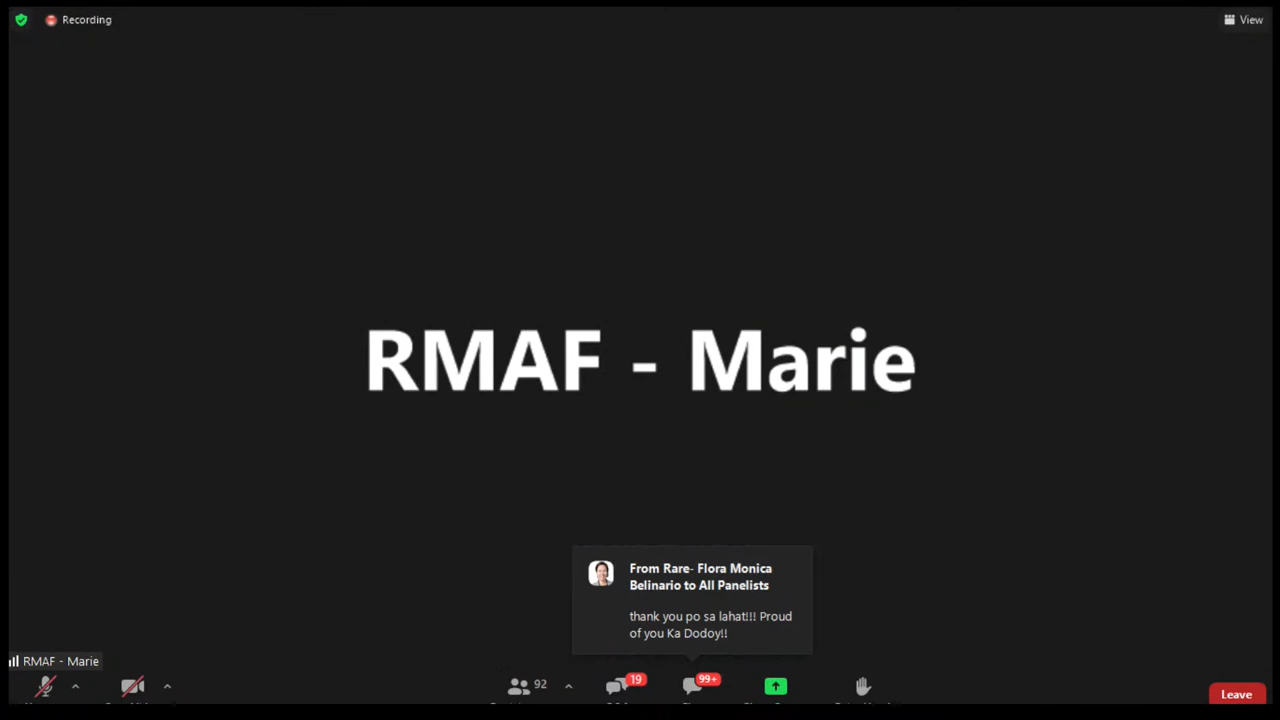 Recording
View
RMAF - Marie
From Rare- Flora Monica
Belinario to All Panelists
thank you po sa lahat!!! Proud
of you Ka Dodoy!!
RMAF - Marie
92
19
99+
Leave